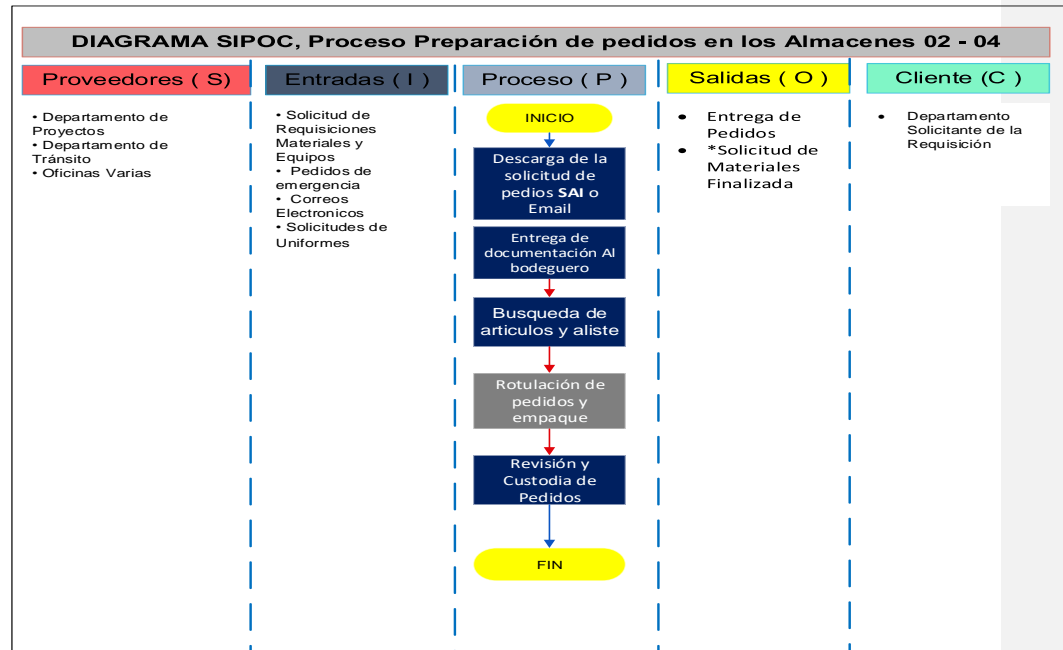 DIAGRAMA SIPOC, Proceso Preparación de pedidos en los Almacenes 02 - 04
Proveedores ( S)
• Departamento de
Proyectos
• Departamento de
Tránsito
• Oficinas Varias
Entradas ( I )
• Solicitud de
Requisiciones
Materiales y
Equipos
• Pedidos de
emergencia
• Correos
Electronicos
• Solicitudes de
Uniformes
Proceso ( P )
INICIO
Descarga de la
solicitud de
pedios SAI o
Email
Entrega de
documentación Al
bodeguero
Busqueda de
articulos y aliste
Rotulación de
pedidos y
empaque
Revisión y
Custodia de
Pedidos
FIN
Salidas ( O )
• Entrega de
Pedidos
• *Solicitud de
Materiales
Finalizada
Cliente (C )
• Departamento
Solicitante de la
Requisición